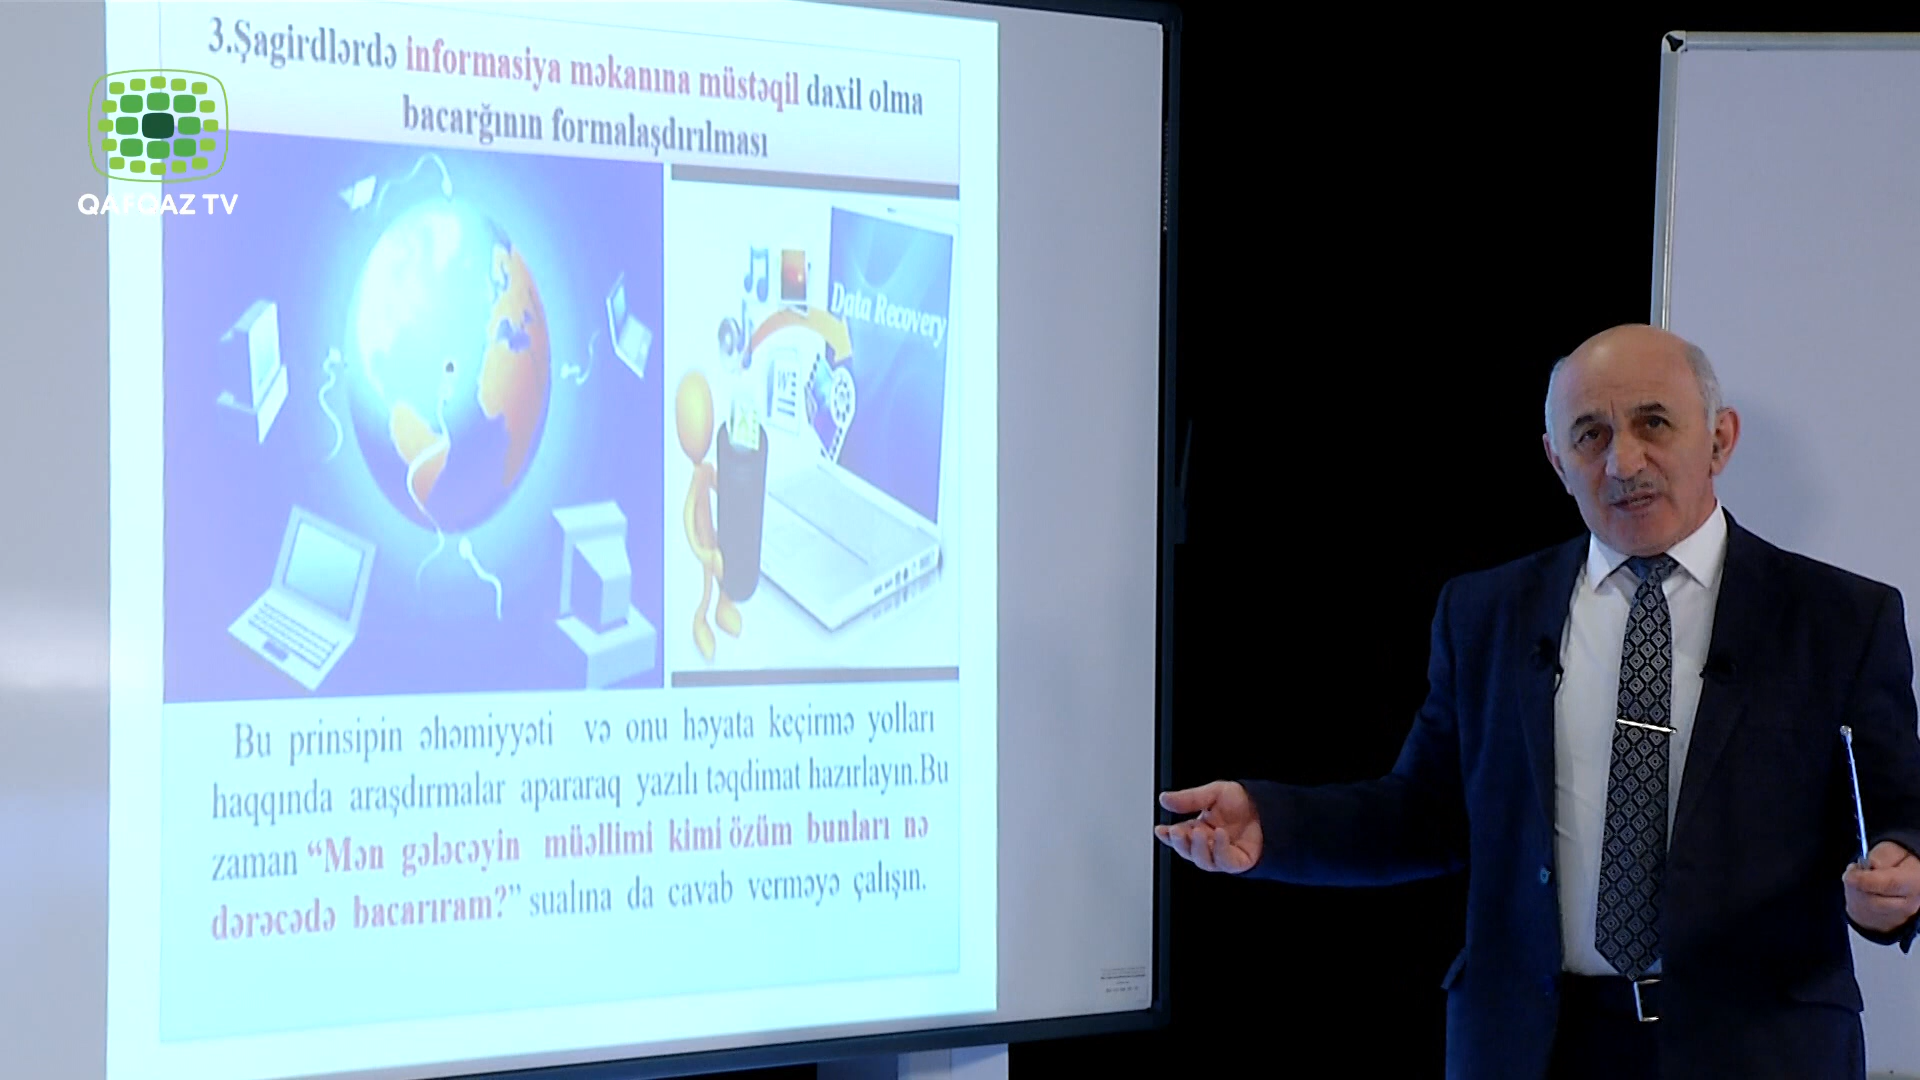 3.Şagirdlərdə informasiya məkanına müstəqil daxil olma
bacarğının formalaşdırılması
QAFQAZ TV
Data Recovery
Bu prinsipin əhəmiyyəti və onu həyata keçirmə yolları
haqqında araşdırmalar apararaq yazılı təqdimat hazırlayın.Bu
zaman “Mən gələcəyin müəllimi kimi özüm bunları nə
dərəcədə bacarıram?” sualına da cavab verməyə çalışın.